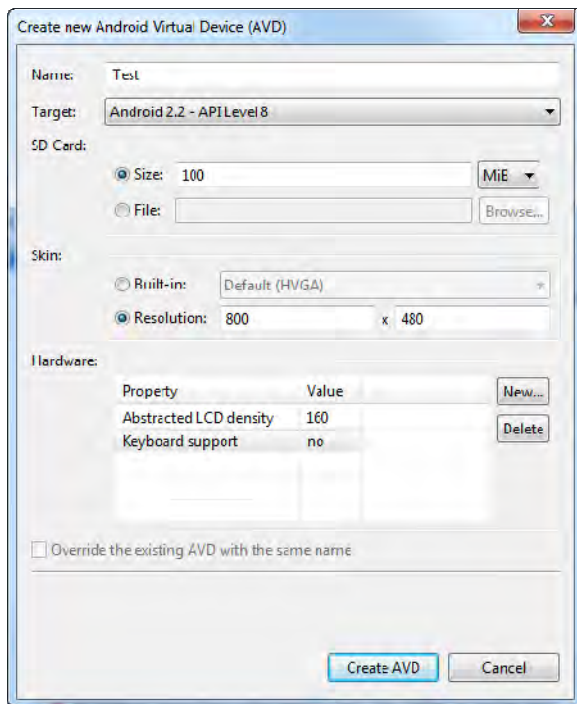 Create new Android Virtual Device (AVD)
Name: Test
Target: Android 2.2 - API Level 8
SD Card:
Size: 100 MiB
File: Browse...
Skin:
Built-in: Default (HVGA)
Resolution: 800 x 480
Hardware:
Property Value New...
Abstracted LCD density 160
Keyboard support no Delete
Override the existing AVD with the same name
Create AVD Cancel